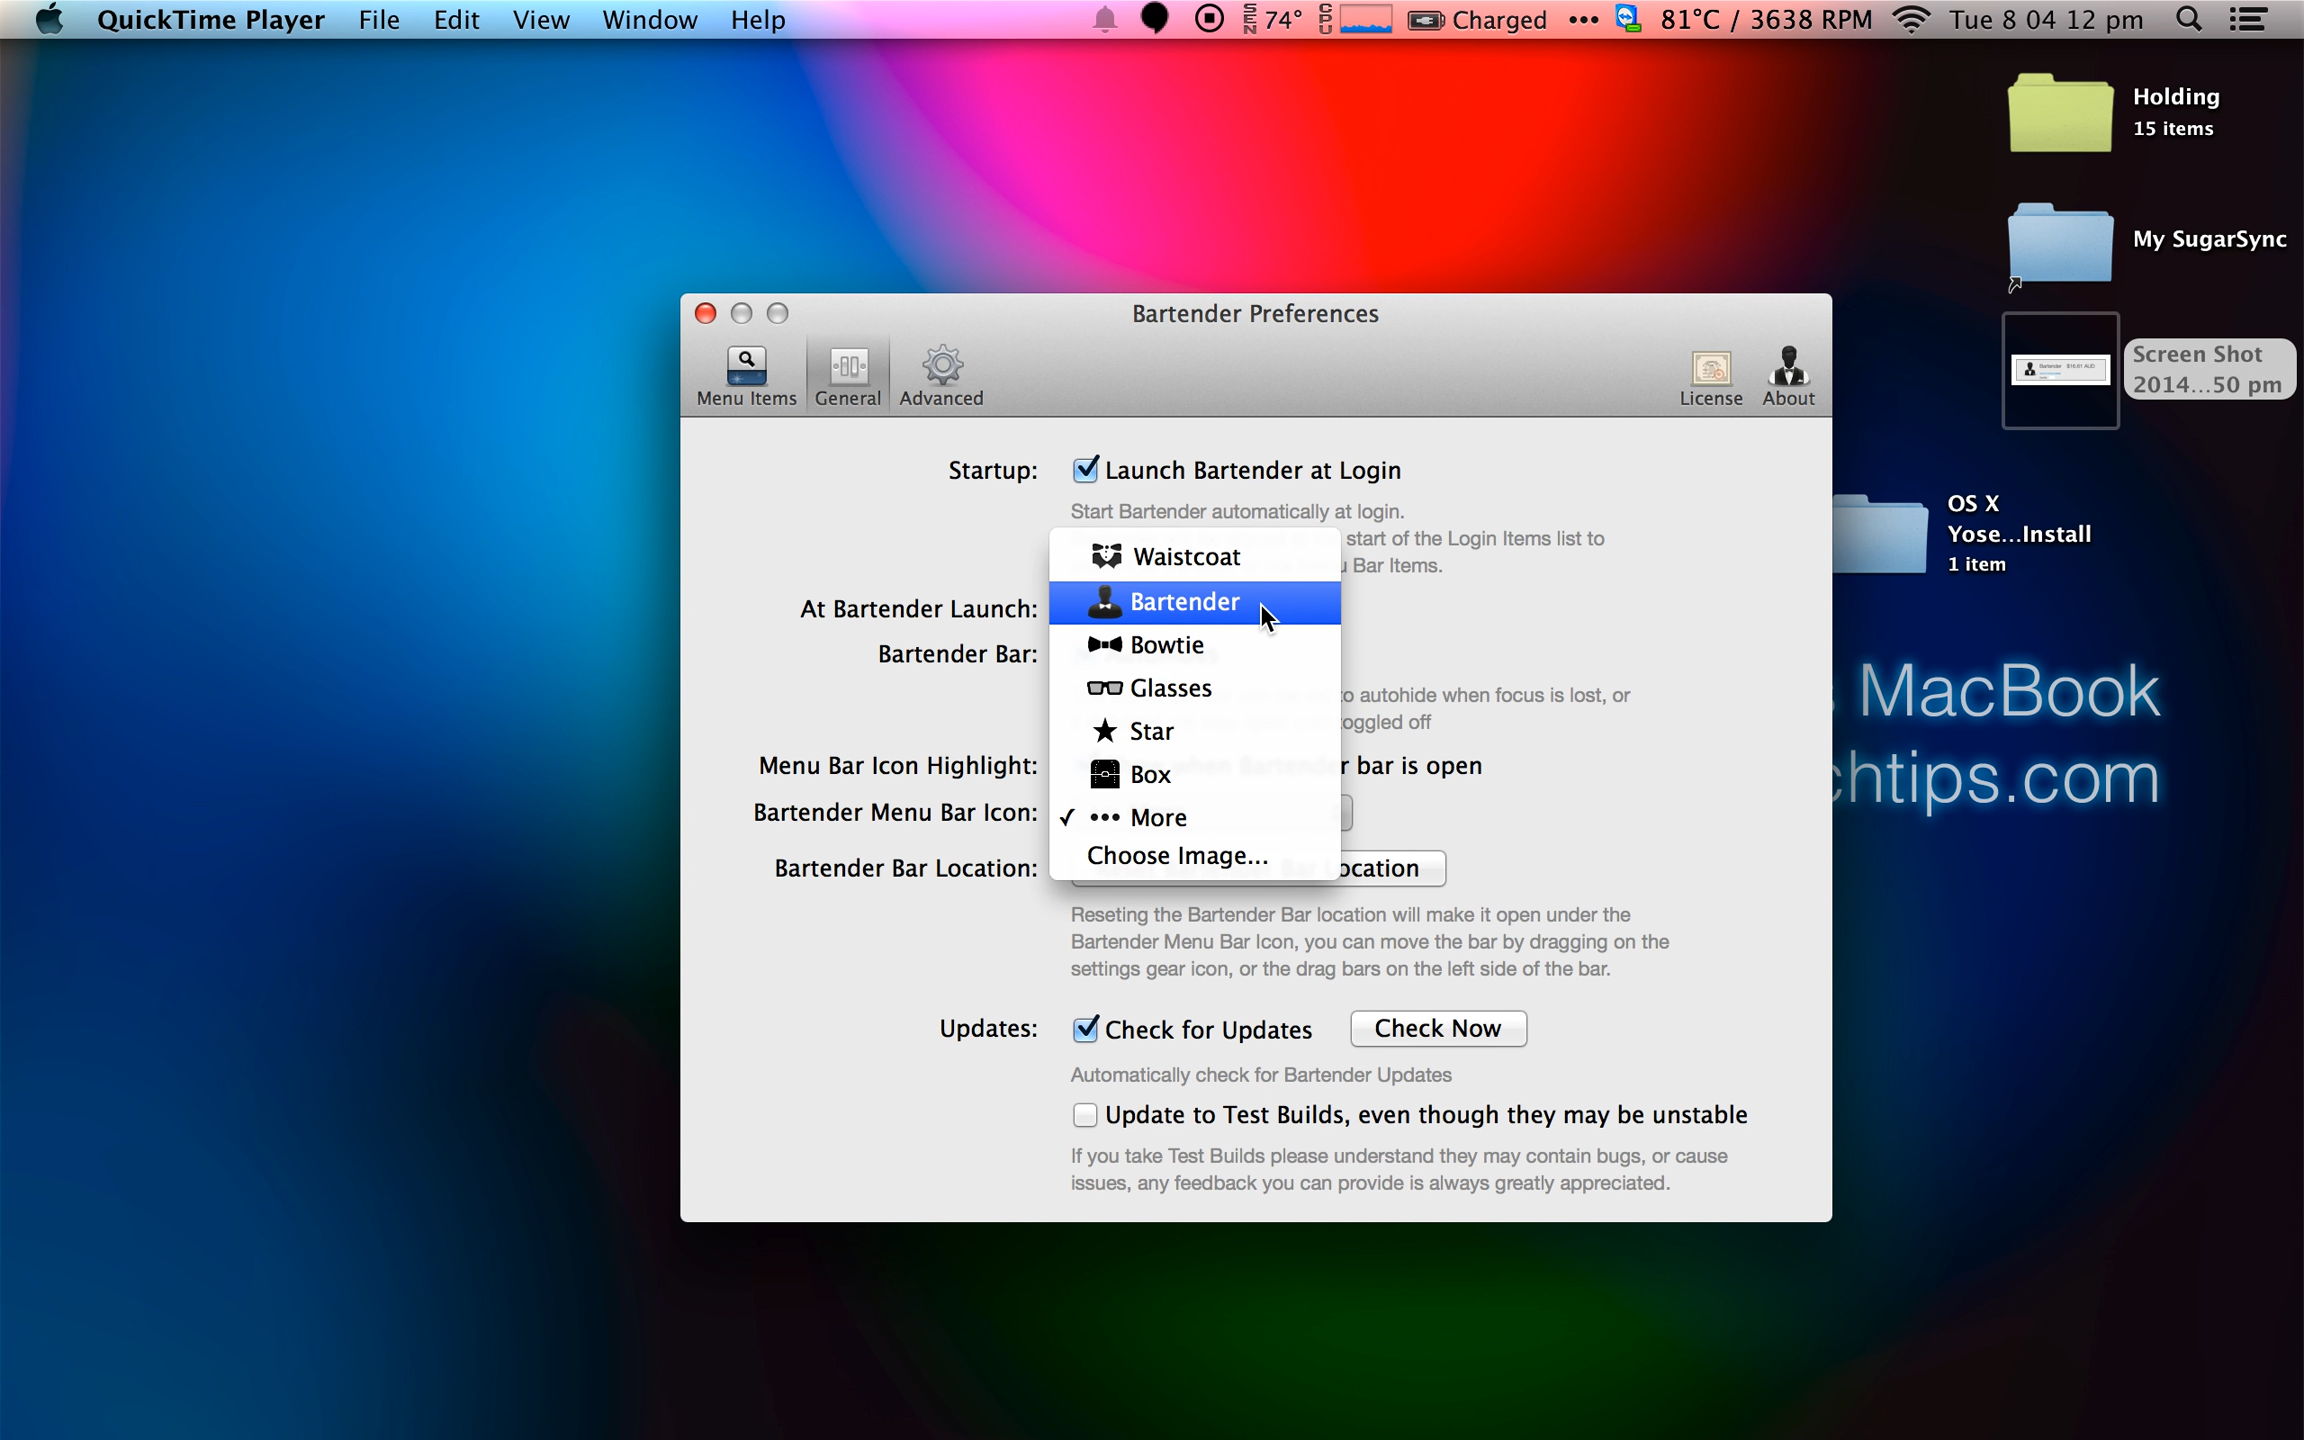 QuickTime Player File Edit View Window Help SEN 74° CPU Charged 81°C / 3638 RPM Tue 8 04 12 pm
Holding
15 items
My SugarSync
Screen Shot
2014...50 pm
OS X
Yose...Install
1 item
MacBook
chtips.com
Bartender Preferences
Menu Items General Advanced License About
Startup: Launch Bartender at Login
Start Bartender automatically at login.
start of the Login Items list to
Bar Items.
At Bartender Launch:
Bartender Bar:
o autohide when focus is lost, or
oggled off
Menu Bar Icon Highlight: when Bartender bar is open
Bartender Menu Bar Icon:
Bartender Bar Location: Bar Location
Waistcoat
Bartender
Bowtie
Glasses
Star
Box
✓ ••• More
Choose Image...
Reseting the Bartender Bar location will make it open under the
Bartender Menu Bar Icon, you can move the bar by dragging on the
settings gear icon, or the drag bars on the left side of the bar.
Updates: Check for Updates Check Now
Automatically check for Bartender Updates
Update to Test Builds, even though they may be unstable
If you take Test Builds please understand they may contain bugs, or cause
issues, any feedback you can provide is always greatly appreciated.